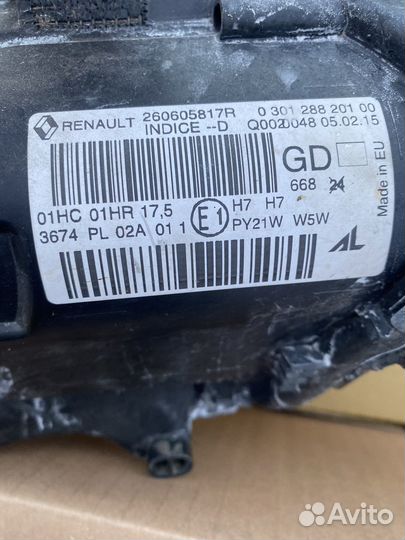 RENAULT 260605817R 0 301 288 201 00
INDICE --D Q0020048 05.02.15
GD
668 24
Made in EU
01HC 01HR 17,5 E1 H7 H7
3674 PL 02A 01 1 PY21W W5W
AL
Avito